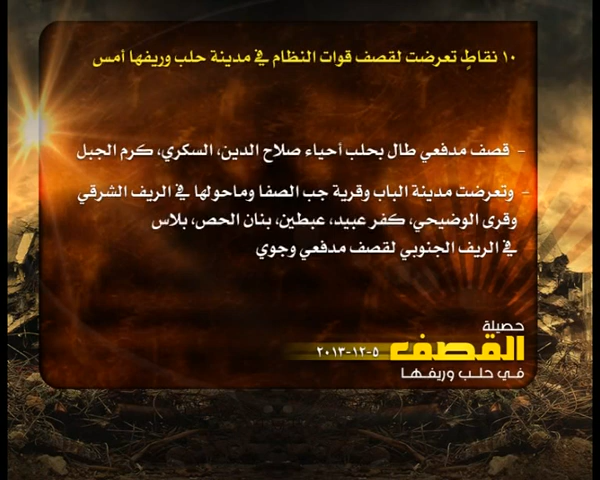 ١٠ نقاطٍ تعرضت لقصف قوات النظام في مدينة حلب وريفها أمس
- قصف مدفعي طال بحلب أحياء صلاح الدين، السكري، كرم الجبل
- وتعرضت مدينة الباب وقرية جب الصفا وماحولها في الريف الشرقي
وقرى الوضيحي، كفر عبيد، عبطين، بنان الحص، بلاس
في الريف الجنوبي لقصف مدفعي وجوي
حصيلة
القصف
٥-١٢-٢٠١٣
في حلب وريفها